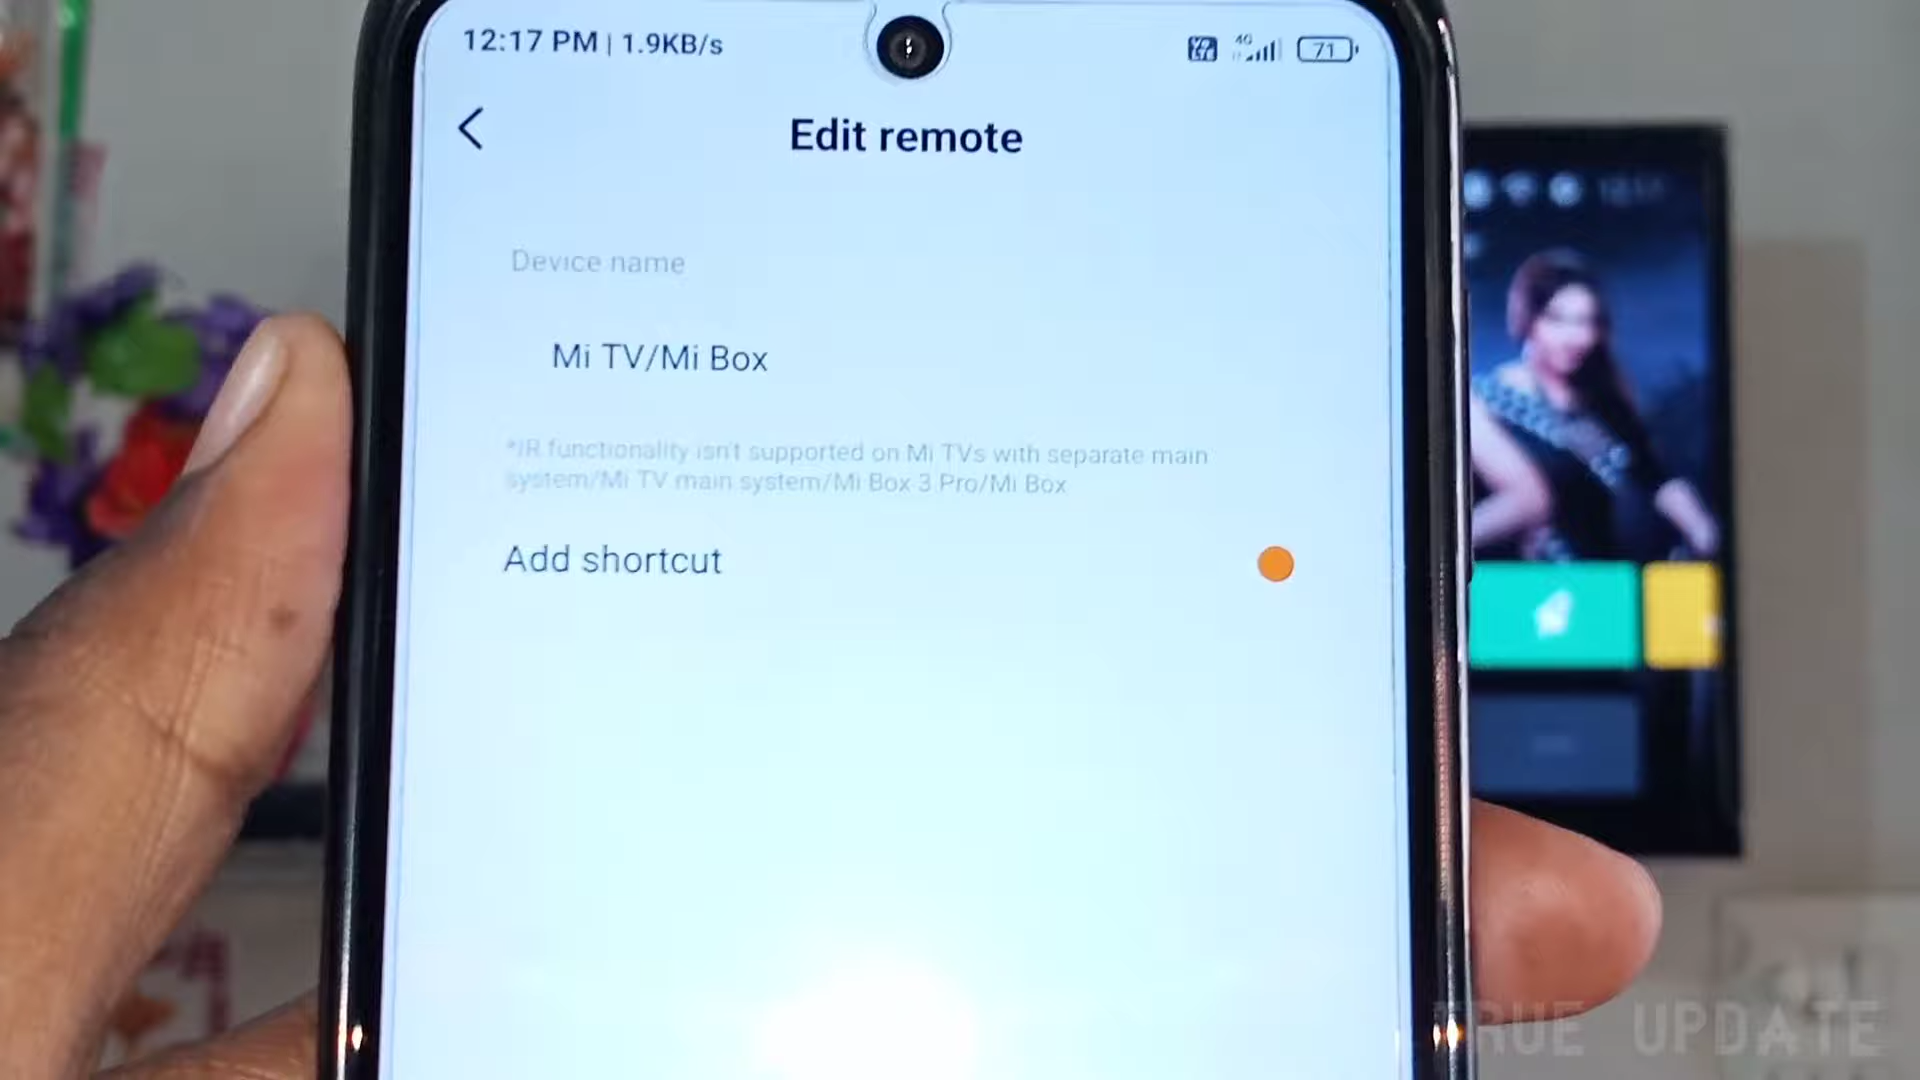 12:17 PM | 1.9KB/s
4G
71
Edit remote
Device name
Mi TV/Mi Box
*IR functionality isn't supported on Mi TVs with separate main
system/Mi TV main system/Mi Box 3 Pro/Mi Box
Add shortcut
TRUE UPDATE